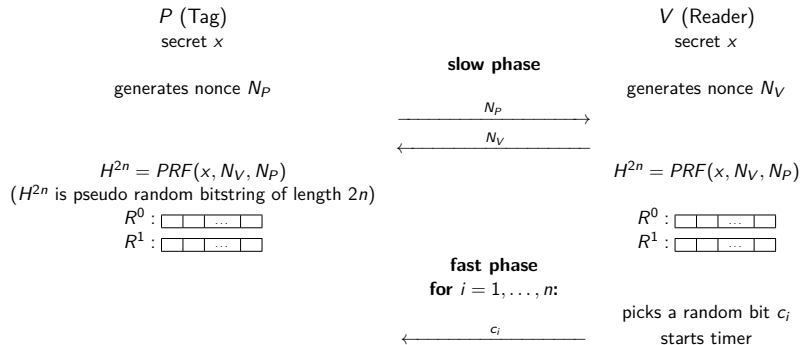 P (Tag)
V (Reader)
secret x
secret x
slow phase
generates nonce N_P
generates nonce N_V
N_P
N_V
H^{2n} = PRF(x, N_V, N_P)
H^{2n} = PRF(x, N_V, N_P)
(H^{2n} is pseudo random bitstring of length 2n)
R^0 : ...
R^0 : ...
R^1 : ...
R^1 : ...
fast phase
for i = 1, . . . , n:
picks a random bit c_i
c_i
starts timer